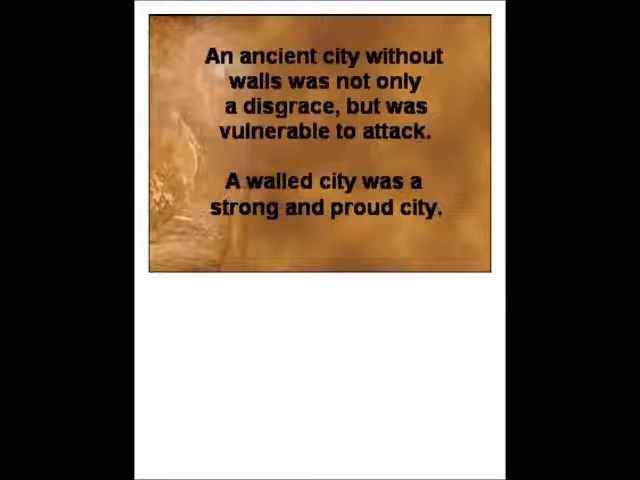 An ancient city without
walls was not only
a disgrace, but was
vulnerable to attack.
A walled city was a
strong and proud city.